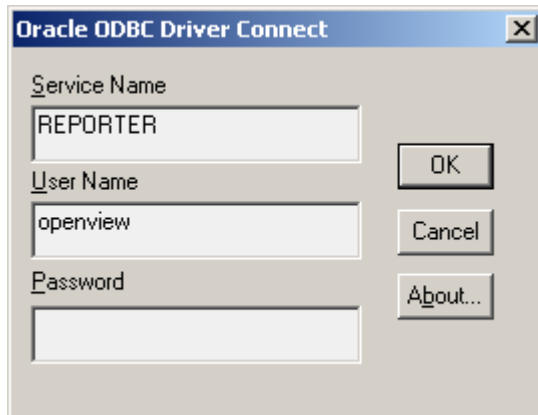 Oracle ODBC Driver Connect
Service Name
REPORTER
OK
User Name
openview
Cancel
Password
About...